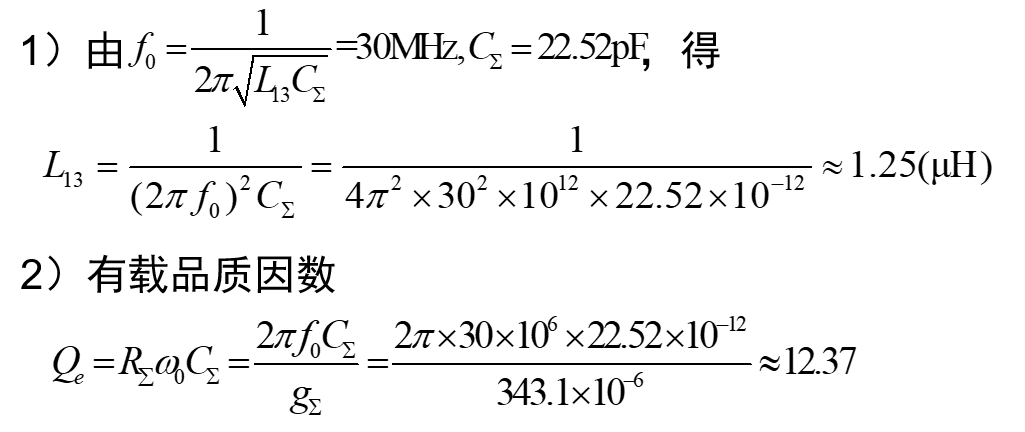 1）由 f₀ = 1/(2π√(L₁₃C_Σ)) =30MHz, C_Σ = 22.52pF, 得
L₁₃ = 1/((2πf₀)²C_Σ) = 1/(4π²×30²×10¹²×22.52×10⁻¹²) ≈ 1.25(μH)
2）有载品质因数
Q_e = R_Σω₀C_Σ = 2πf₀C_Σ/g_Σ = 2π×30×10⁶×22.52×10⁻¹²/(343.1×10⁻⁶) ≈12.37